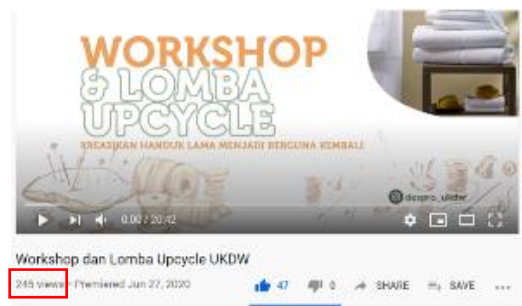 WORKSHOP
& LOMBA
UPCYCLE
KREASIKAN HANDUK LAMA MENJADI BERGUNA KEMBALI
@despro_ukdw
0:00 / 20:42
Workshop dan Lomba Upcycle UKDW
245 views • Premiered Jun 27, 2020
47
0
SHARE
SAVE